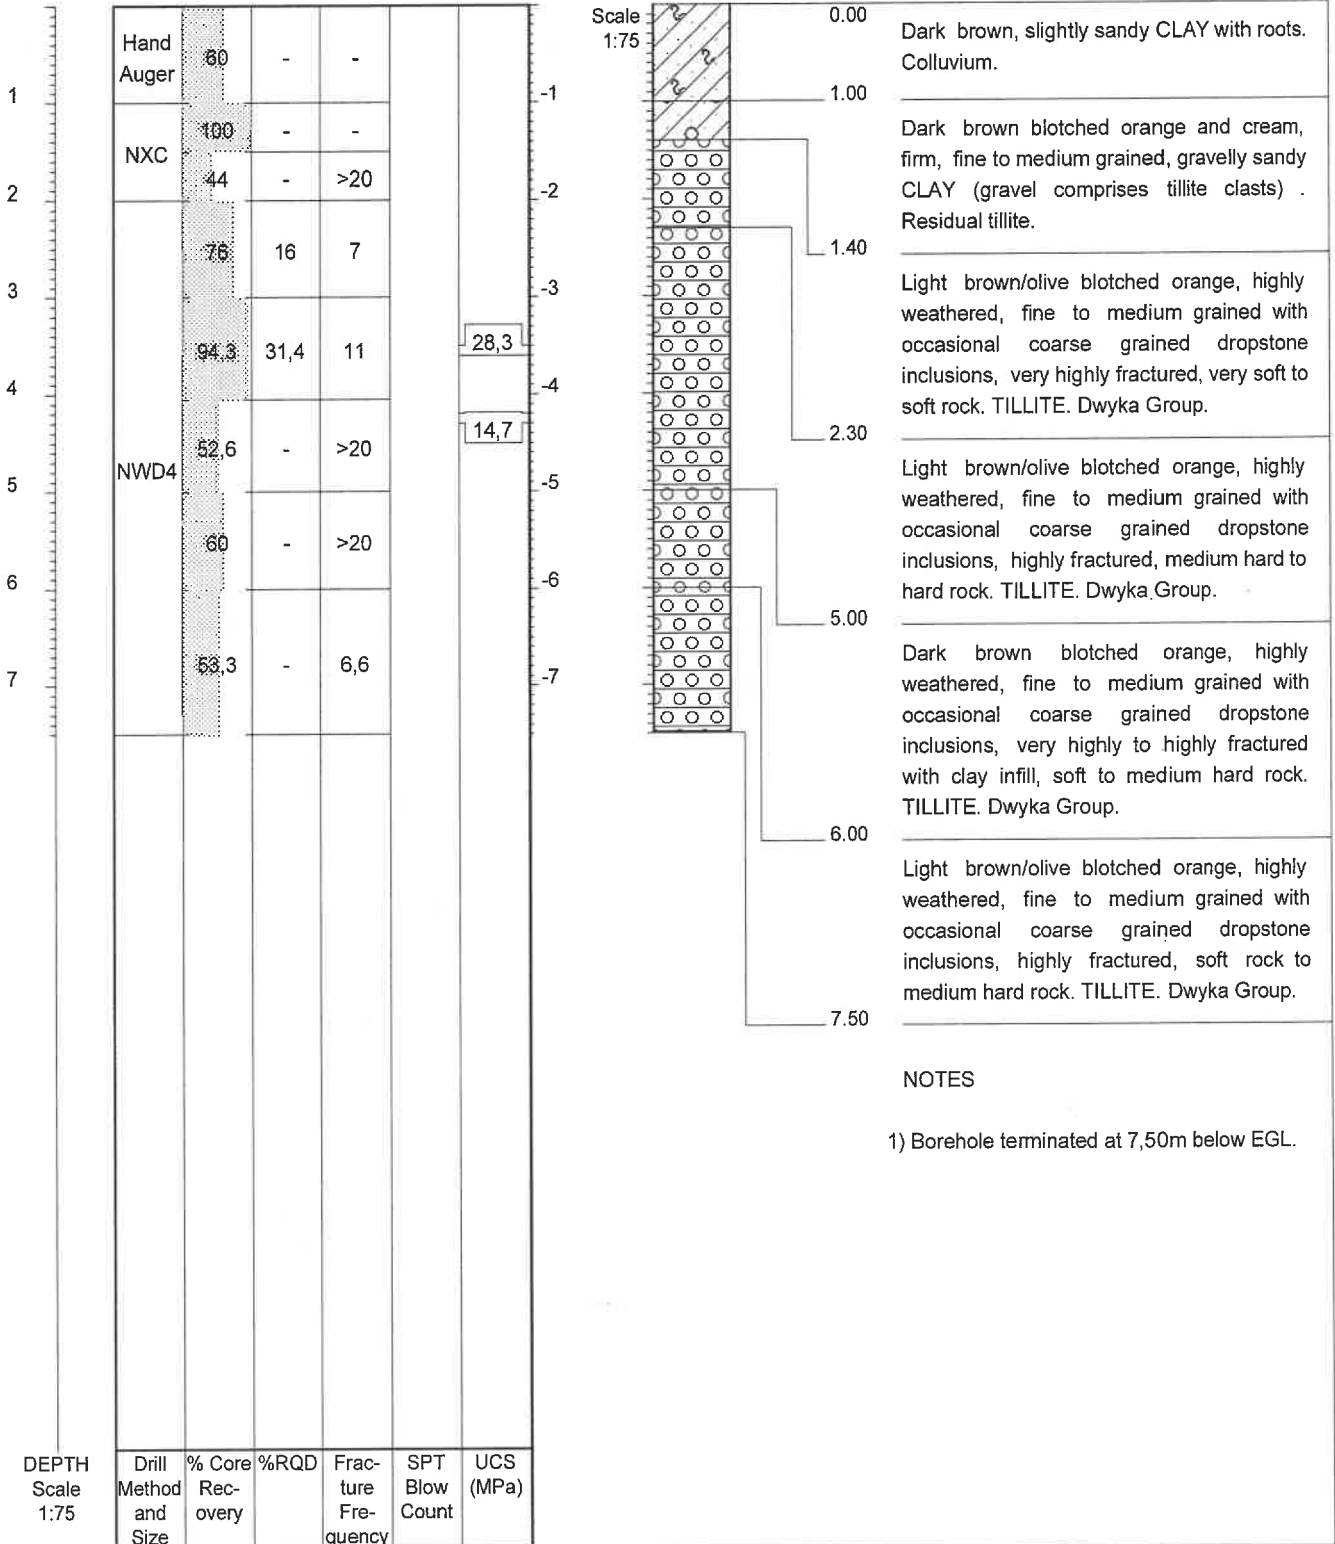 Scale
1:75
0.00
Dark brown, slightly sandy CLAY with roots.
Colluvium.
Hand
Auger
60
-
-
1
-1
1.00
NXC
100
-
-
44
-
>20
Dark brown blotched orange and cream,
firm, fine to medium grained, gravelly sandy
CLAY (gravel comprises tillite clasts) .
Residual tillite.
2
-2
1.40
76
16
7
Light brown/olive blotched orange, highly
weathered, fine to medium grained with
occasional coarse grained dropstone
inclusions, very highly fractured, very soft to
soft rock. TILLITE. Dwyka Group.
3
-3
94,3
31,4
11
28,3
4
-4
2.30
NWD4
52,6
-
>20
14,7
5
-5
Light brown/olive blotched orange, highly
weathered, fine to medium grained with
occasional coarse grained dropstone
inclusions, highly fractured, medium hard to
hard rock. TILLITE. Dwyka Group.
60
-
>20
6
-6
5.00
53,3
-
6,6
7
-7
Dark brown blotched orange, highly
weathered, fine to medium grained with
occasional coarse grained dropstone
inclusions, very highly to highly fractured
with clay infill, soft to medium hard rock.
TILLITE. Dwyka Group.
6.00
Light brown/olive blotched orange, highly
weathered, fine to medium grained with
occasional coarse grained dropstone
inclusions, highly fractured, soft rock to
medium hard rock. TILLITE. Dwyka Group.
7.50
NOTES
1) Borehole terminated at 7,50m below EGL.
DEPTH
Scale
1:75
Drill
Method
and
Size
% Core
Rec-
overy
%RQD
Frac-
ture
Fre-
quency
SPT
Blow
Count
UCS
(MPa)